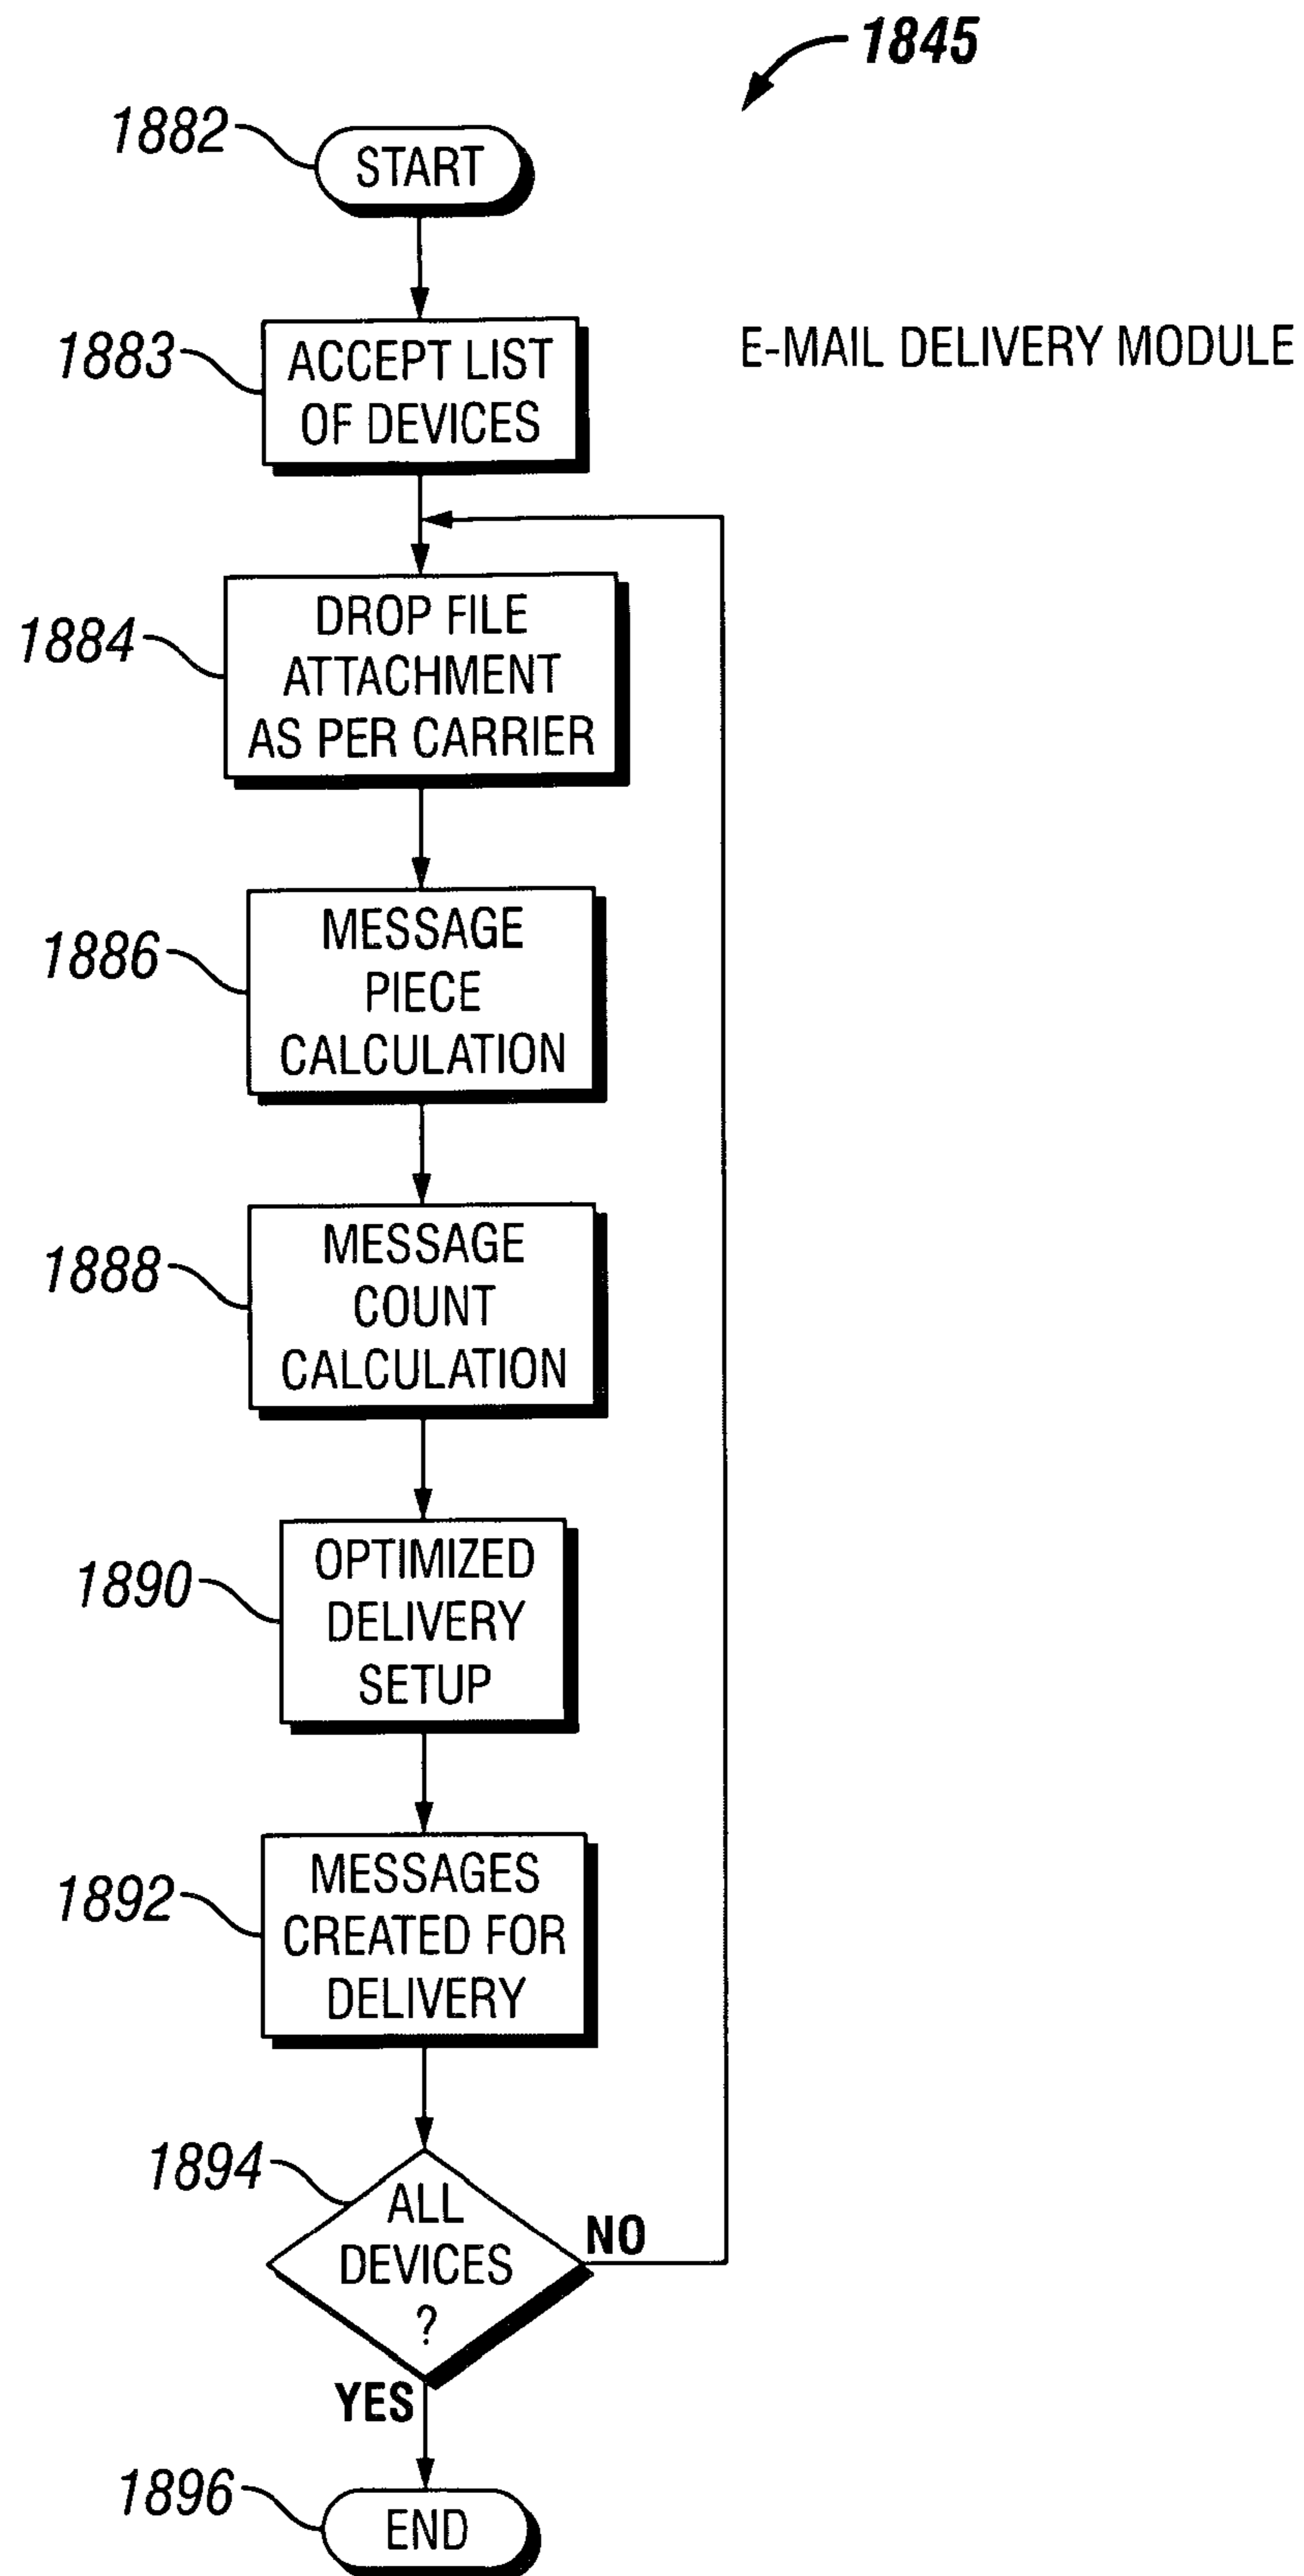 1845
1882
START
1883
ACCEPT LIST
OF DEVICES
E-MAIL DELIVERY MODULE
1884
DROP FILE
ATTACHMENT
AS PER CARRIER
1886
MESSAGE
PIECE
CALCULATION
1888
MESSAGE
COUNT
CALCULATION
1890
OPTIMIZED
DELIVERY
SETUP
1892
MESSAGES
CREATED FOR
DELIVERY
1894
ALL
DEVICES
?
NO
YES
1896
END